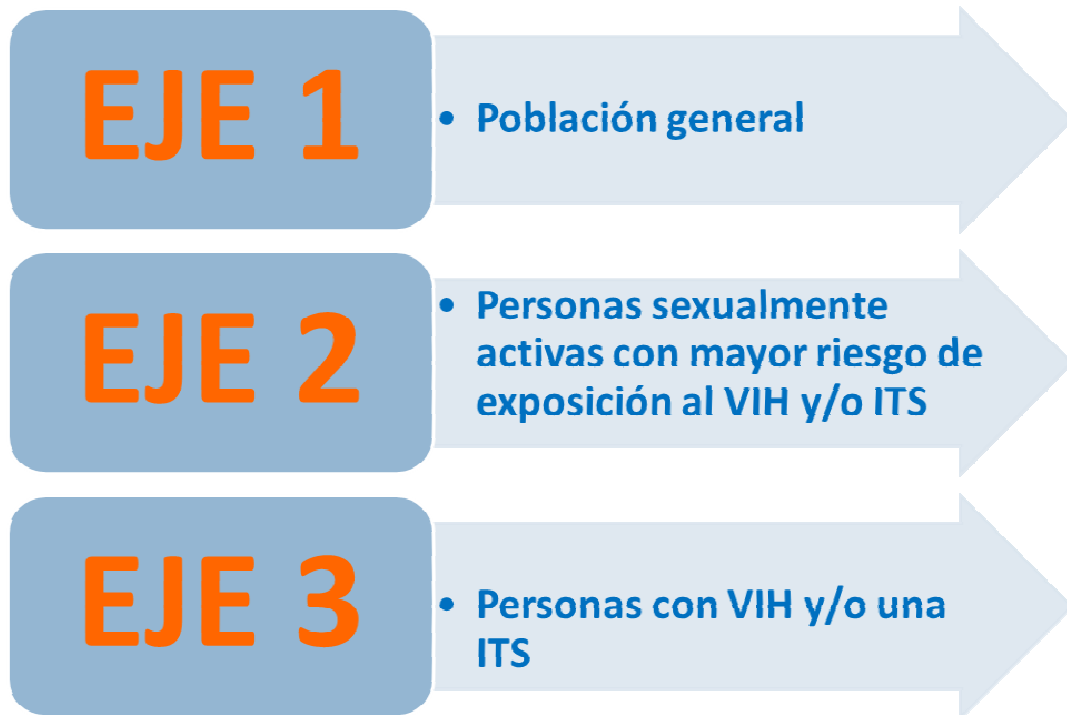 EJE 1
• Población general
EJE 2
• Personas sexualmente
activas con mayor riesgo de
exposición al VIH y/o ITS
EJE 3
• Personas con VIH y/o una
ITS